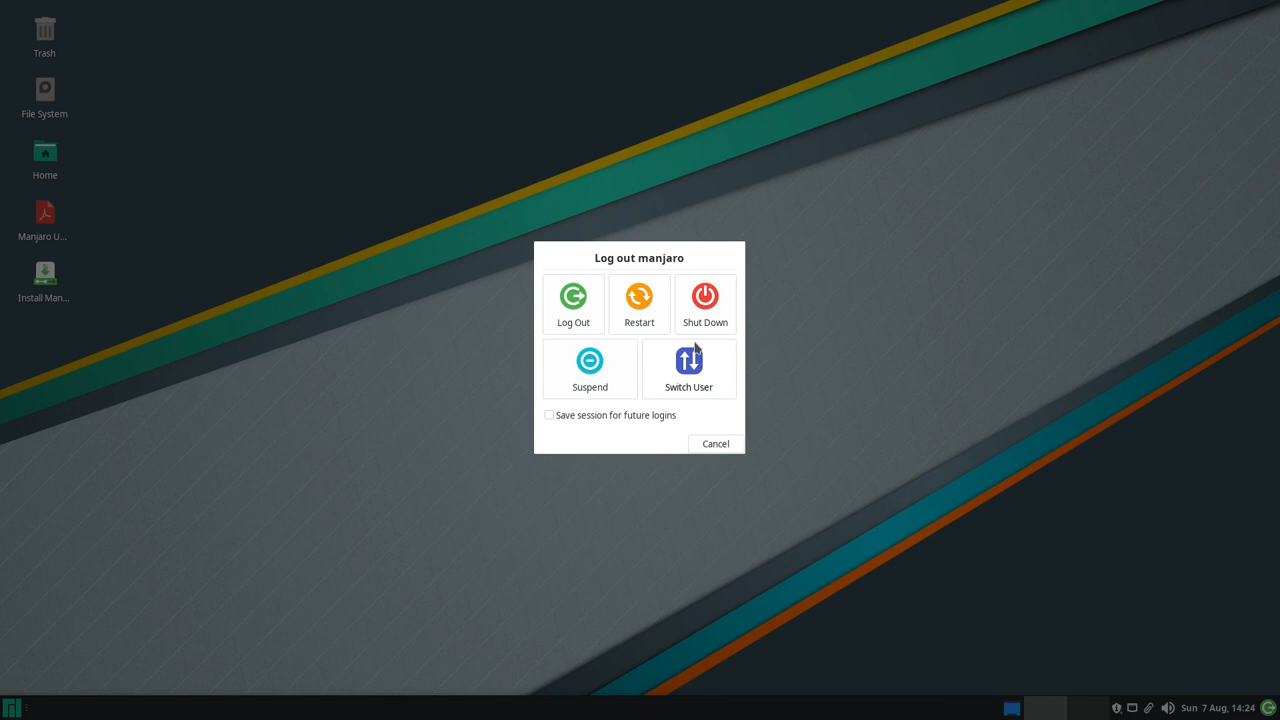 Trash
File System
Home
Manjaro U...
Install Man...
Log out manjaro
Log Out
Restart
Shut Down
Suspend
Switch User
Save session for future logins
Cancel
Sun 7 Aug, 14:24